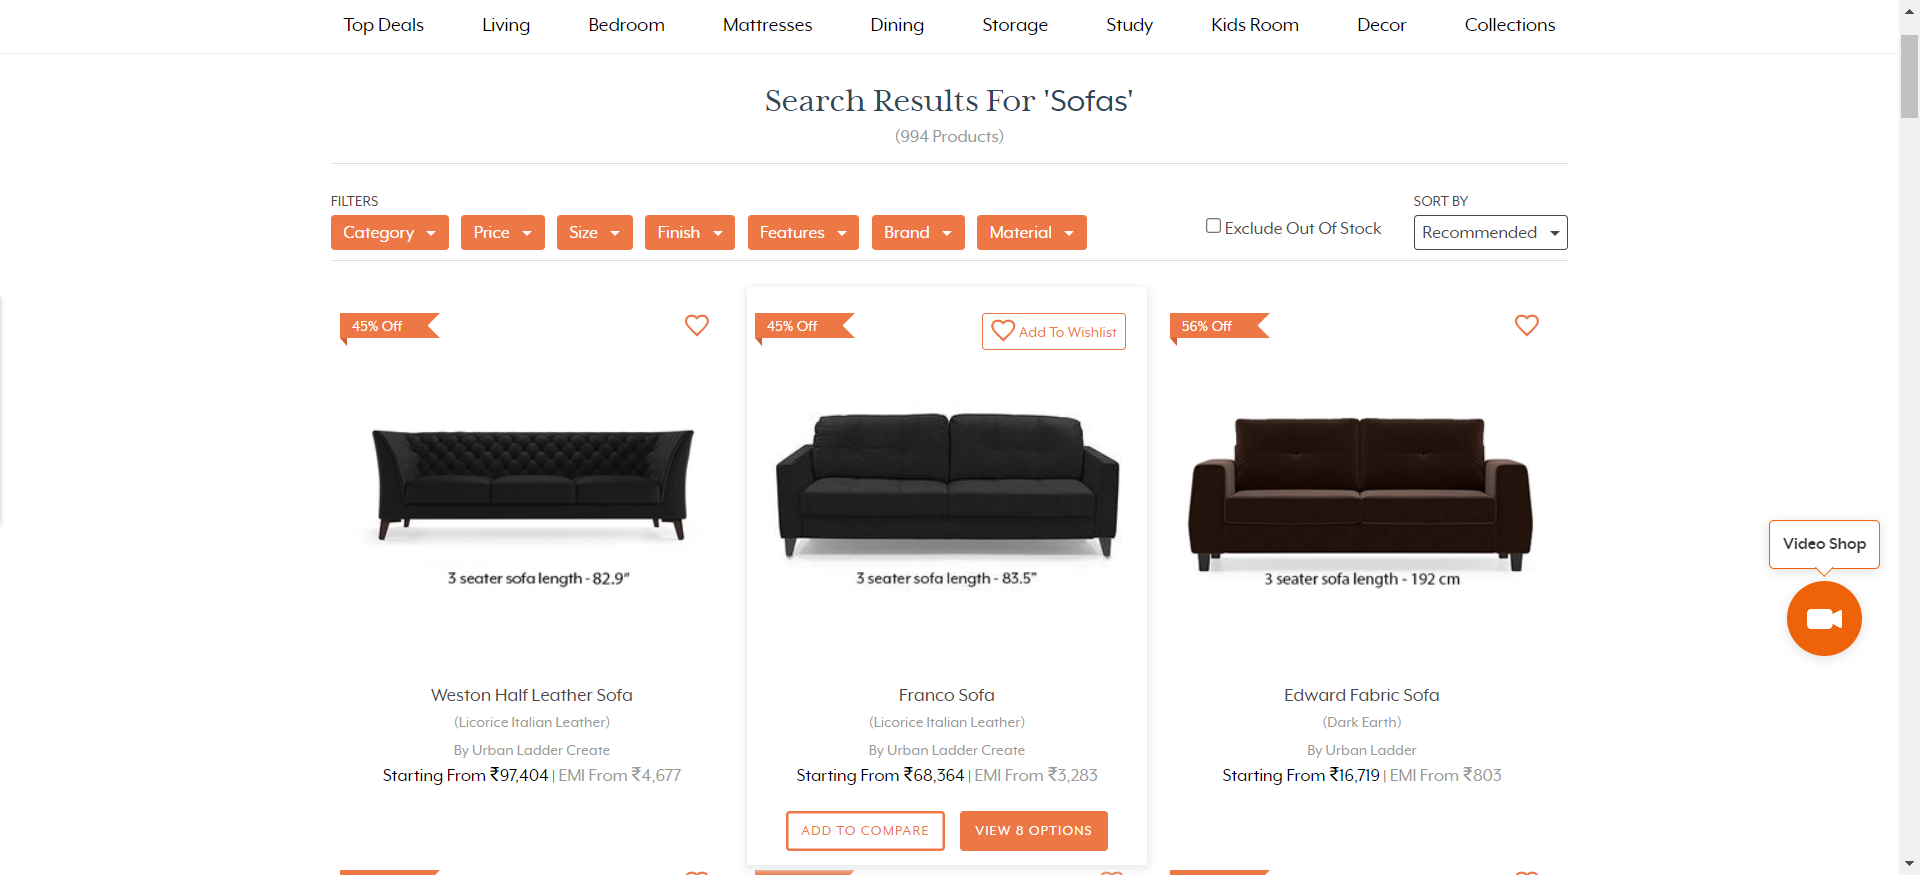 Top Deals Living Bedroom Mattresses Dining Storage Study Kids Room Decor Collections
Search Results For 'Sofas'
(994 Products)
FILTERS
SORT BY
Category Price Size Finish Features Brand Material Exclude Out Of Stock Recommended
45% Off
45% Off
Add To Wishlist
56% Off
3 seater sofa length - 82.9"
3 seater sofa length - 83.5"
3 seater sofa length - 192 cm
Video Shop
Weston Half Leather Sofa
(Licorice Italian Leather)
By Urban Ladder Create
Starting From ₹97,404 | EMI From ₹4,677
Franco Sofa
(Licorice Italian Leather)
By Urban Ladder Create
Starting From ₹68,364 | EMI From ₹3,283
ADD TO COMPARE
VIEW 8 OPTIONS
Edward Fabric Sofa
(Dark Earth)
By Urban Ladder
Starting From ₹16,719 | EMI From ₹803